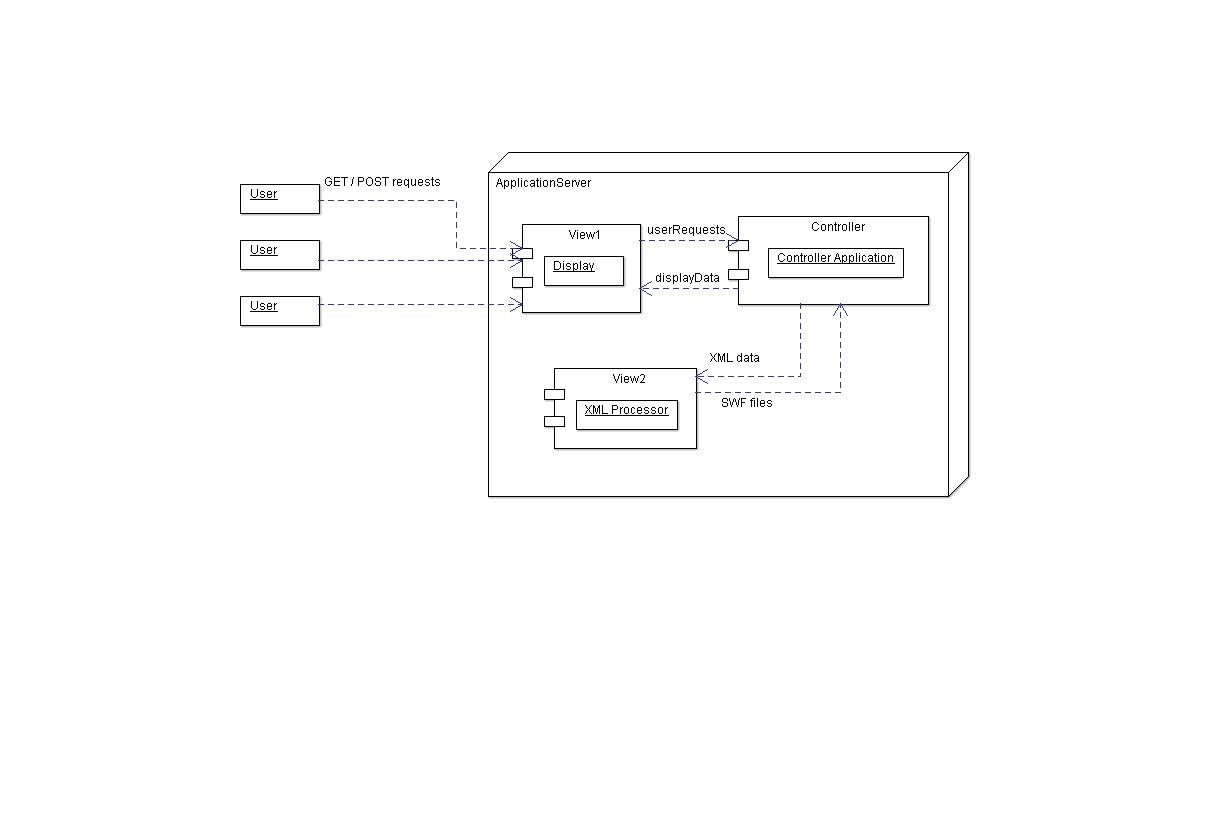 GET / POST requests
User
User
User
ApplicationServer
View1
Display
userRequests
displayData
Controller
Controller Application
XML data
SWF files
View2
XML Processor